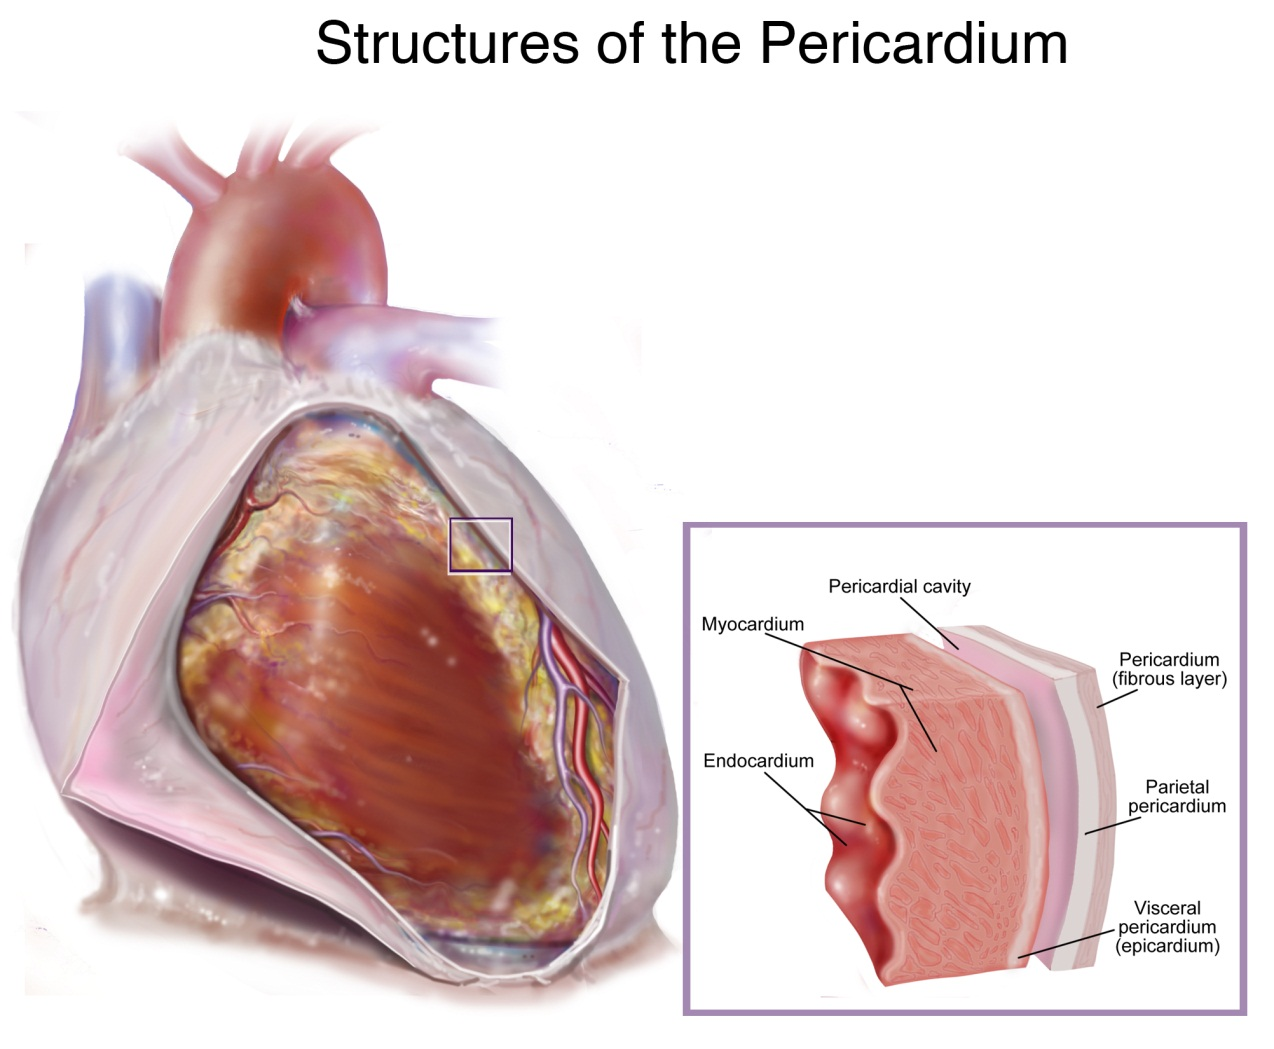 Structures of the Pericardium
Pericardial cavity
Myocardium
Pericardium
(fibrous layer)
Endocardium
Parietal
pericardium
Visceral
pericardium
(epicardium)